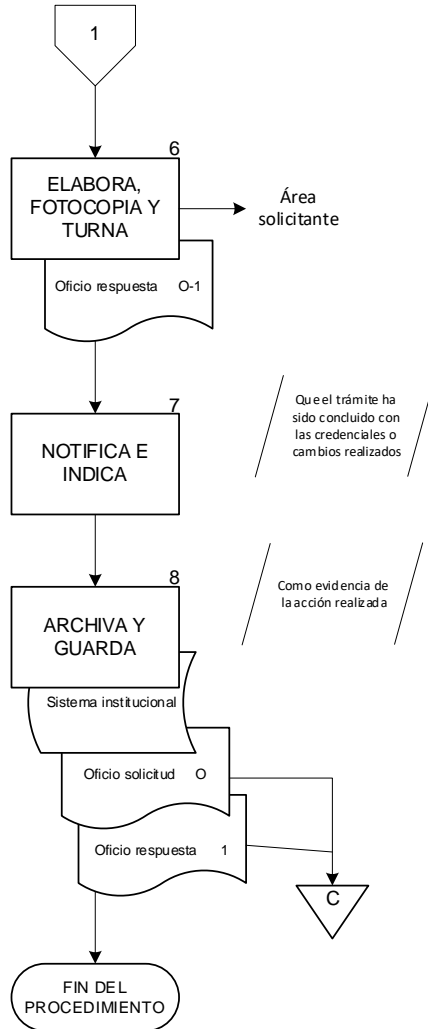 1
6
ELABORA,
FOTOCOPIA Y
TURNA
Área
solicitante
Oficio respuesta O-1
7
NOTIFICA E
INDICA
Que el trámite ha
sido concluido con
las credenciales o
cambios realizados
8
ARCHIVA Y
GUARDA
Como evidencia de
la acción realizada
Sistema institucional
Oficio solicitud O
Oficio respuesta 1
C
FIN DEL
PROCEDIMIENTO